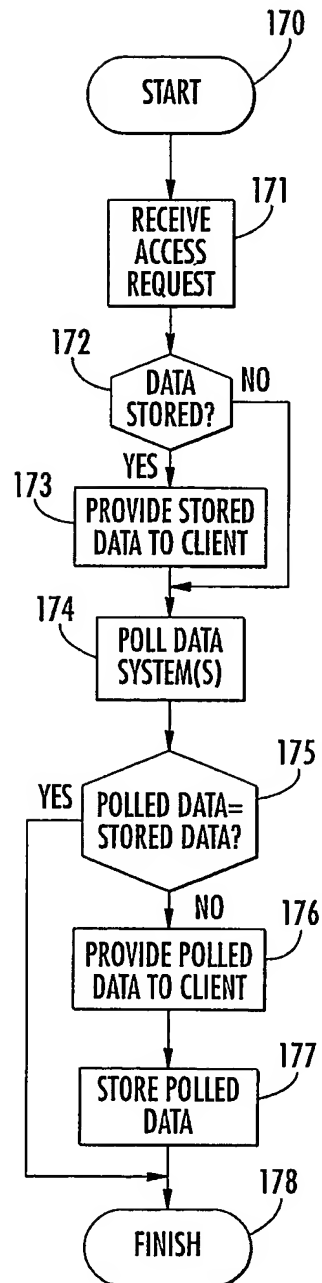 170
START
171
RECEIVE
ACCESS
REQUEST
172
DATA
STORED?
NO
YES
173
PROVIDE STORED
DATA TO CLIENT
174
POLL DATA
SYSTEM(S)
175
YES
POLLED DATA=
STORED DATA?
NO
176
PROVIDE POLLED
DATA TO CLIENT
177
STORE POLLED
DATA
178
FINISH